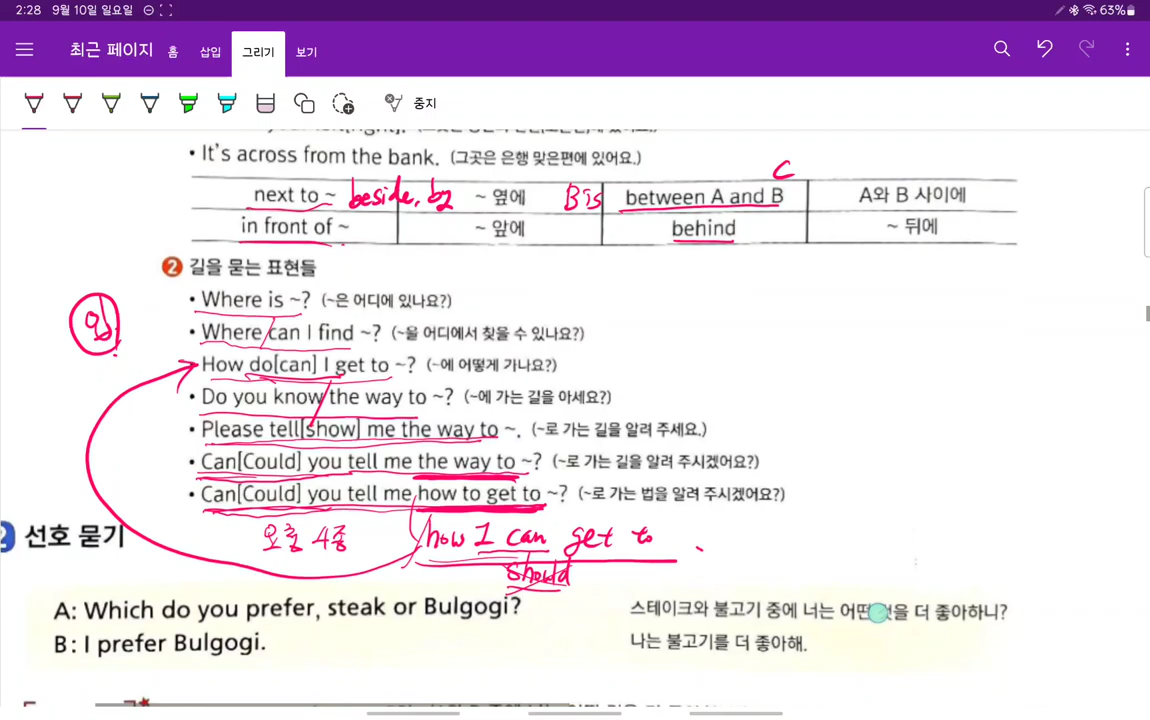 2:28 9월 10일 일요일 63%
최근 페이지 홈 삽입 그리기 보기
중지
• It's across from the bank. (그곳은 은행 맞은편에 있어요.)
C
next to ~ beside, by ~ 옆에 B is between A and B A와 B 사이에
in front of ~ ~ 앞에 behind ~ 뒤에
2 길을 묻는 표현들
• Where is ~? (~은 어디에 있나요?)
• Where can I find ~? (~을 어디에서 찾을 수 있나요?)
• How do[can] I get to ~? (~에 어떻게 가나요?)
• Do you know the way to ~? (~에 가는 길을 아세요?)
• Please tell[show] me the way to ~. (~로 가는 길을 알려 주세요.)
• Can[Could] you tell me the way to ~? (~로 가는 길을 알려 주시겠어요?)
• Can[Could] you tell me how to get to ~? (~로 가는 법을 알려 주시겠어요?)
how I can get to
should
2 선호 묻기
A: Which do you prefer, steak or Bulgogi? 스테이크와 불고기 중에 너는 어떤 것을 더 좋아하니?
B: I prefer Bulgogi. 나는 불고기를 더 좋아해.